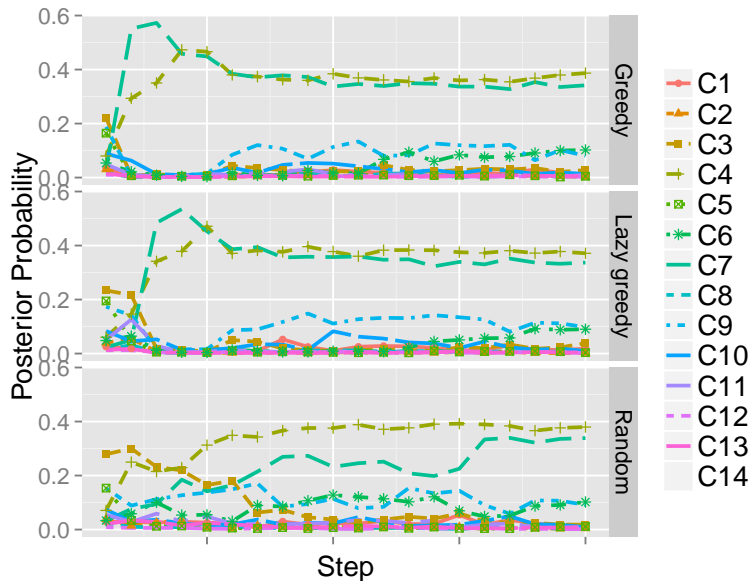 0.6
0.4
0.2
0.0
Greedy
0.6
0.4
0.2
0.0
Lazy greedy
0.6
0.4
0.2
0.0
Random
Posterior Probability
Step
C1
C2
C3
C4
C5
C6
C7
C8
C9
C10
C11
C12
C13
C14